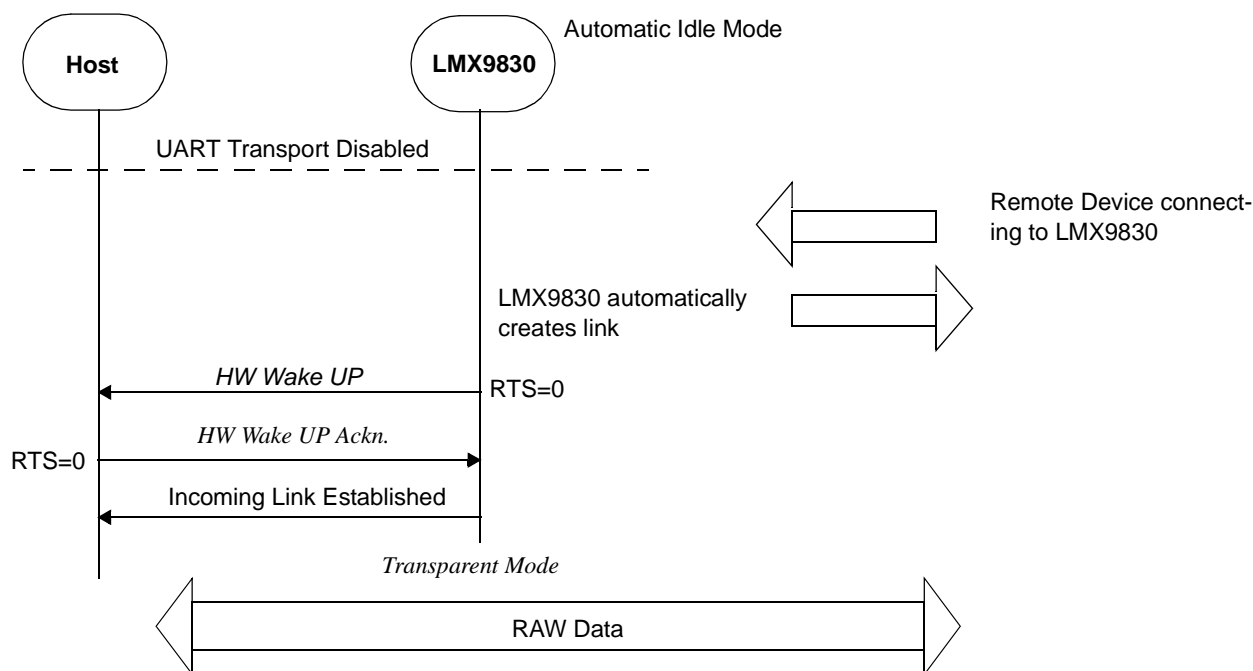 Automatic Idle Mode
Host
LMX9830
UART Transport Disabled
Remote Device connect-
ing to LMX9830
LMX9830 automatically
creates link
HW Wake UP
RTS=0
HW Wake UP Ackn.
RTS=0
Incoming Link Established
Transparent Mode
RAW Data